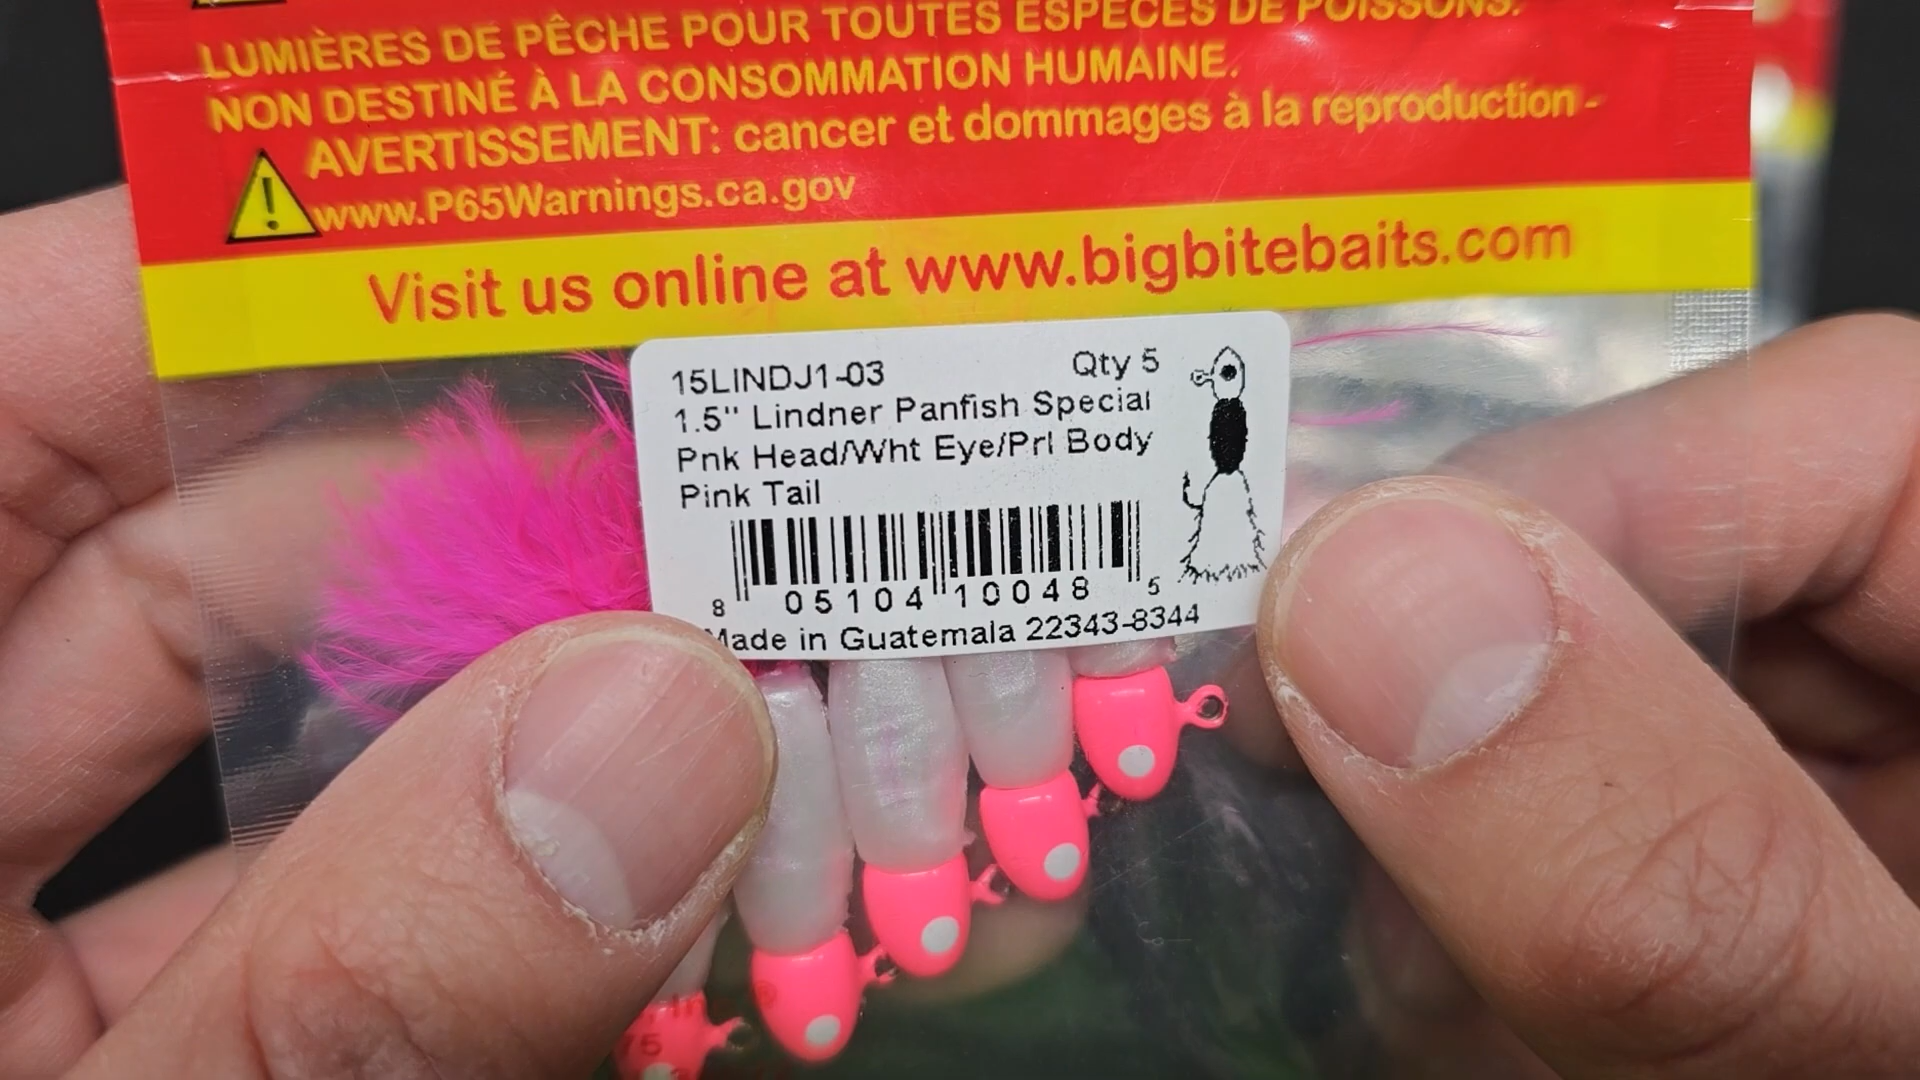 LUMIÈRES DE PÊCHE POUR TOUTES ESPÈCES DE POISSONS.
NON DESTINÉ À LA CONSOMMATION HUMAINE.
AVERTISSEMENT: cancer et dommages à la reproduction -
www.P65Warnings.ca.gov
Visit us online at www.bigbitebaits.com
15LINDJ1-03 Qty 5
1.5" Lindner Panfish Special
Pnk Head/Wht Eye/Prl Body
Pink Tail
8 05104 10048 5
Made in Guatemala 22343-8344